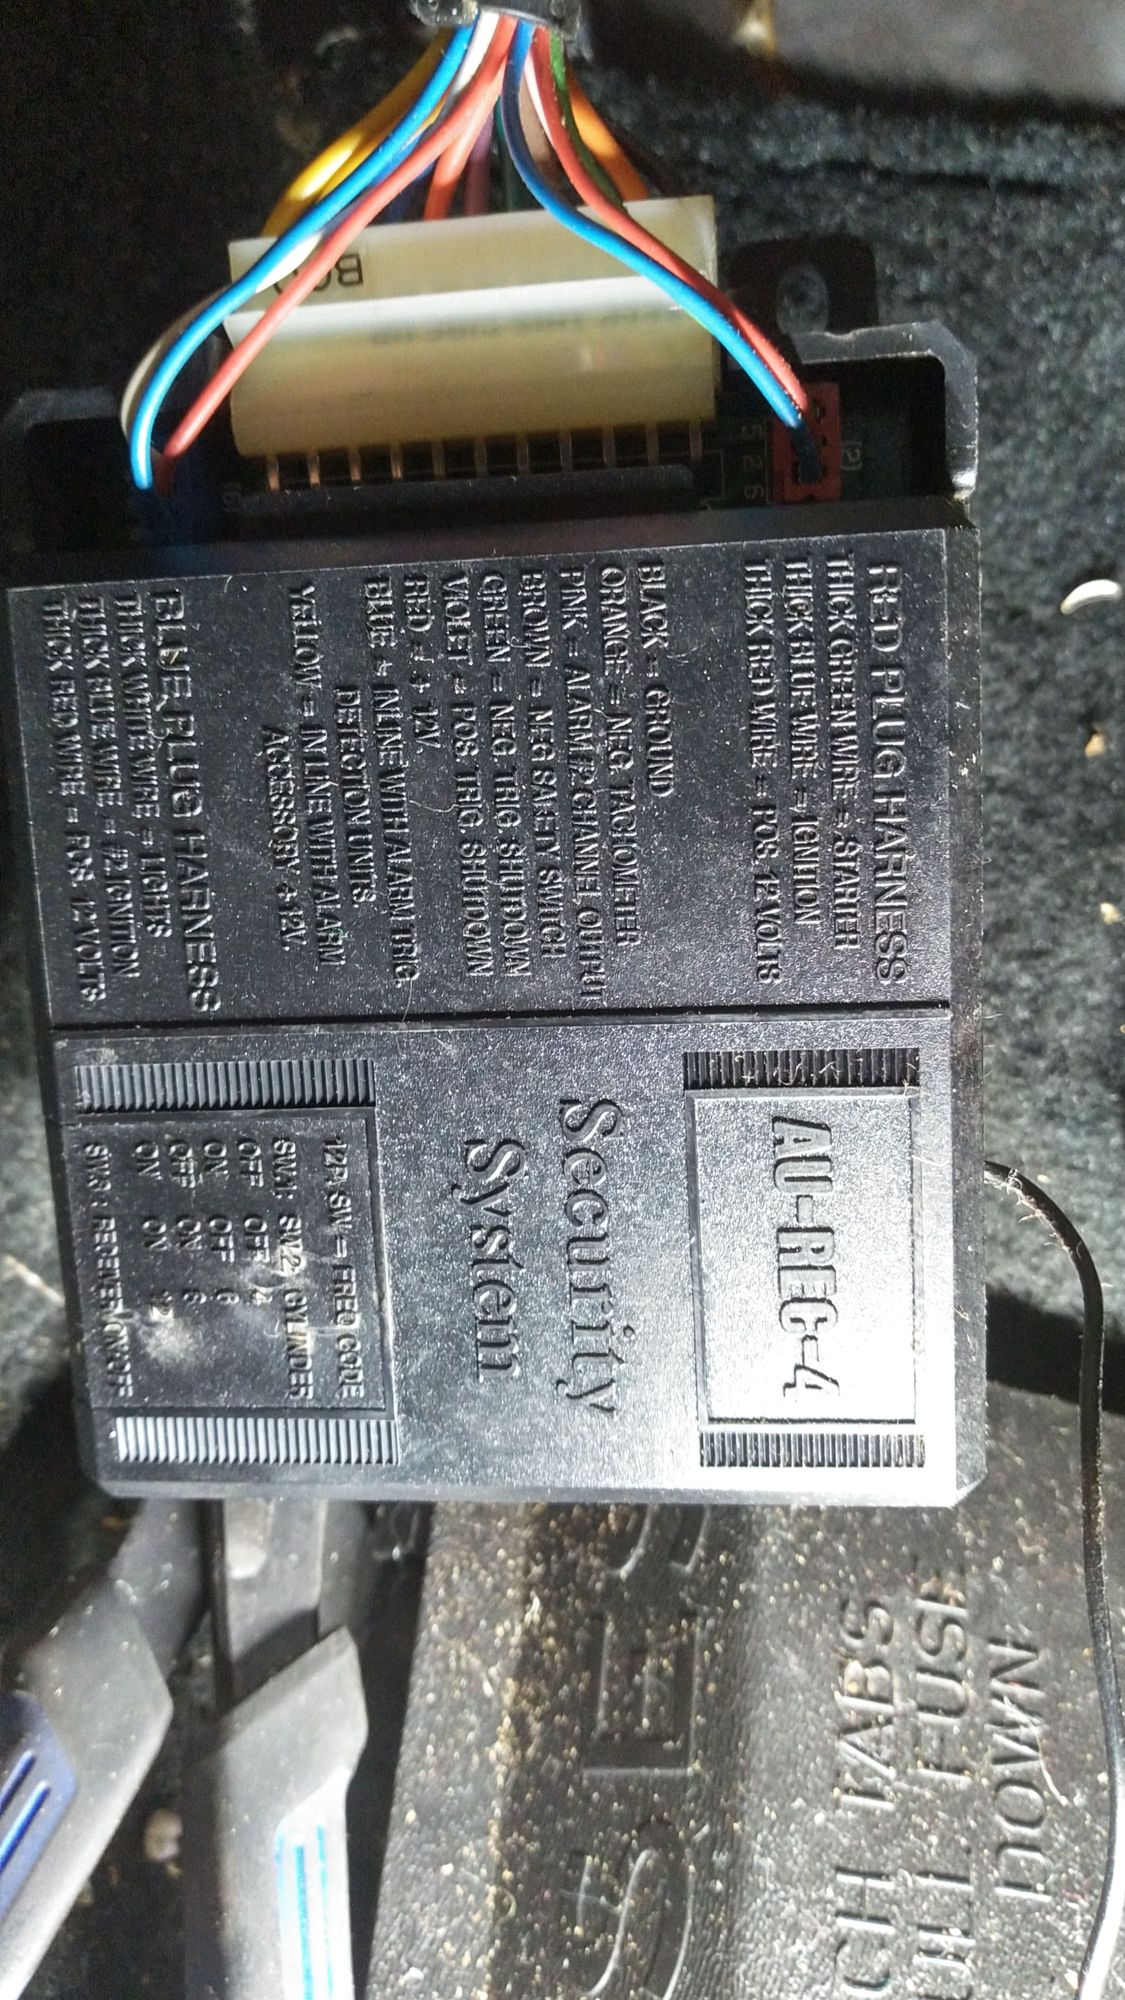 RED PLUG HARNESS
THICK GREEN WIRE = STARTER
THICK BLUE WIRE = IGNITION
THICK RED WIRE = POS. 12 VOLTS
BLACK = GROUND
ORANGE = NEG TACHOMETER
PINK = ALARM #2 CHANNEL OUTPUT
BROWN = NEG SAFETY SWITCH
GREEN = NEG. TRIG. SHUTDOWN
VIOLET = POS. TRIG. SHUTDOWN
RED = + 12V.
BLUE = INLINE WITH ALARM TRIG.
DETECTION UNITS
YELLOW = IN LINE WITH ALARM
ACCESSORY + 12V.
BLUE PLUG HARNESS
THICK WHITE WIRE = LIGHTS
THICK BLUE WIRE = #2 IGNITION
THICK RED WIRE = POS. 12 VOLTS
AU-REC-4
Security
System
12P. SW = FREQ CODE
SW1: SW2: CYLINDER
OFF OFF 4
ON OFF 6
OFF ON 6
ON ON 12
SW3: RECEIVER ON/OFF
5 2 6
(2)